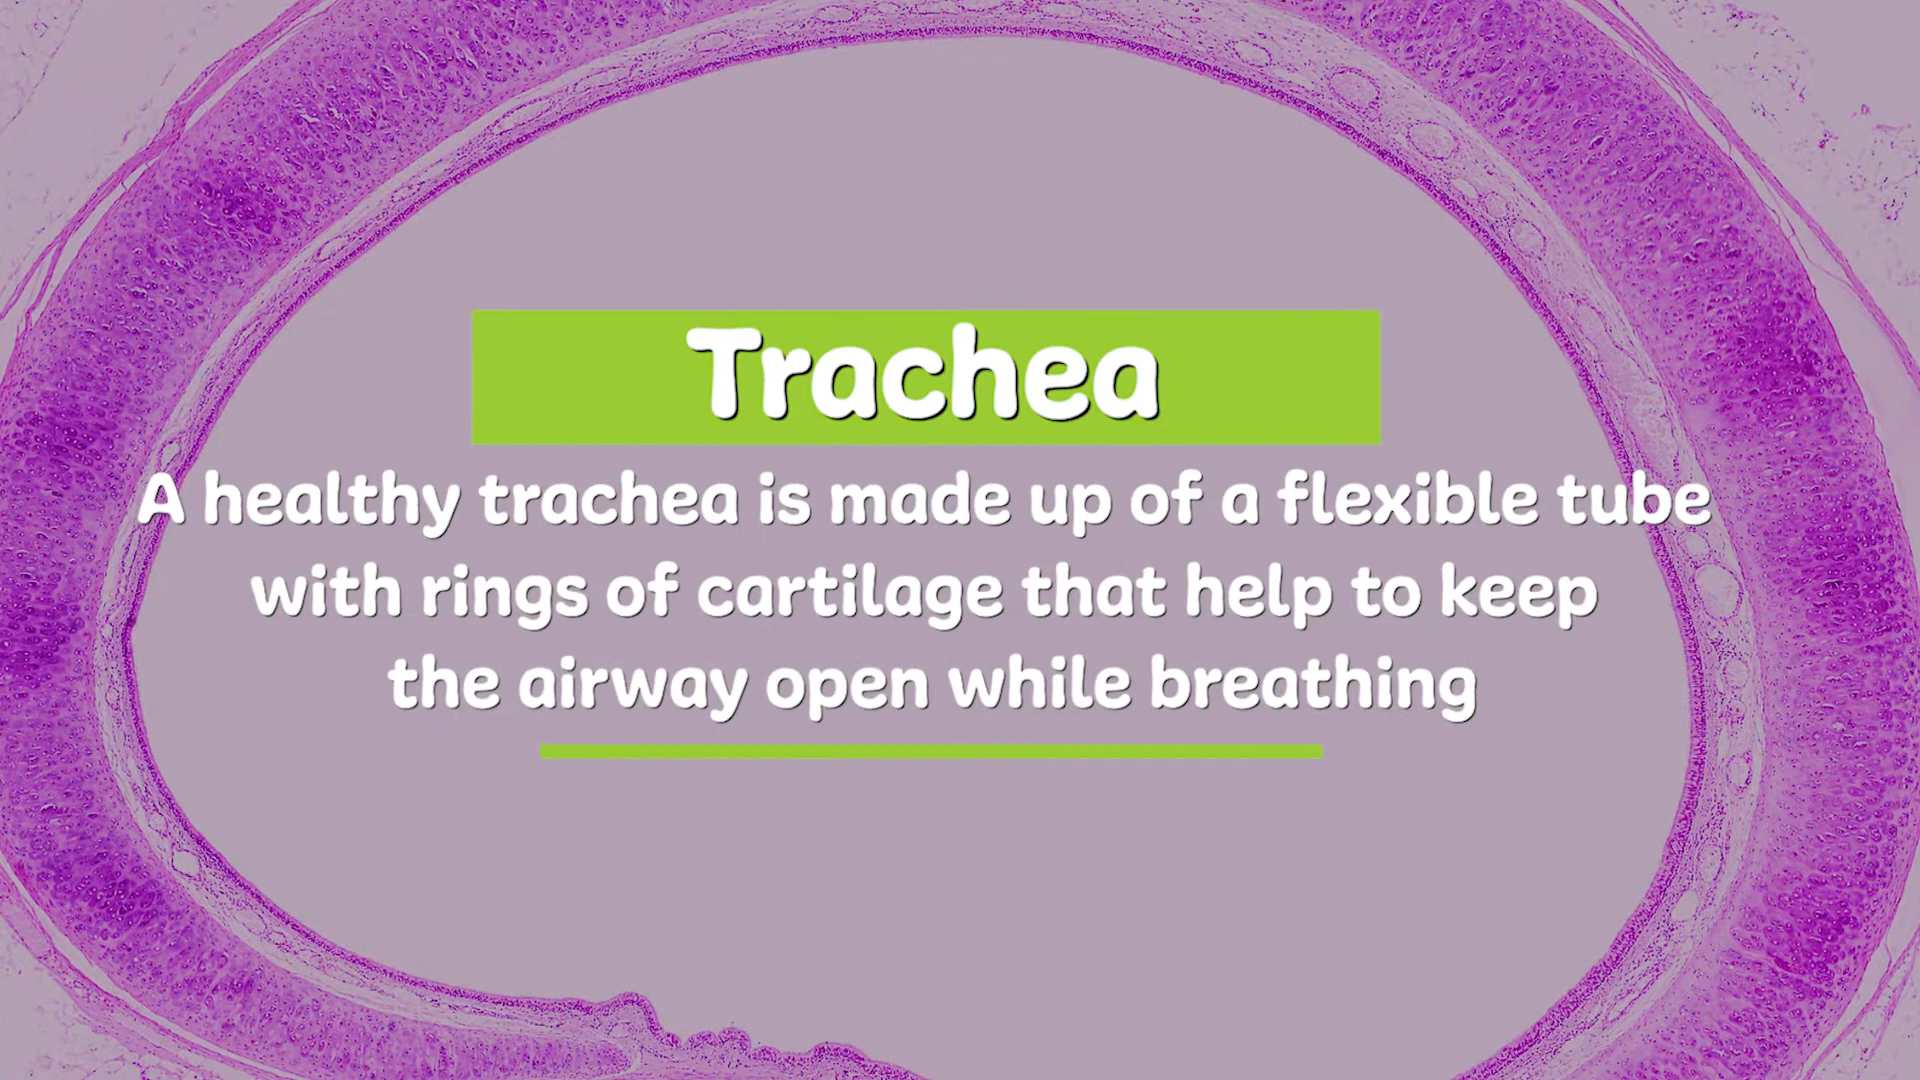 Trachea
A healthy trachea is made up of a flexible tube
with rings of cartilage that help to keep
the airway open while breathing